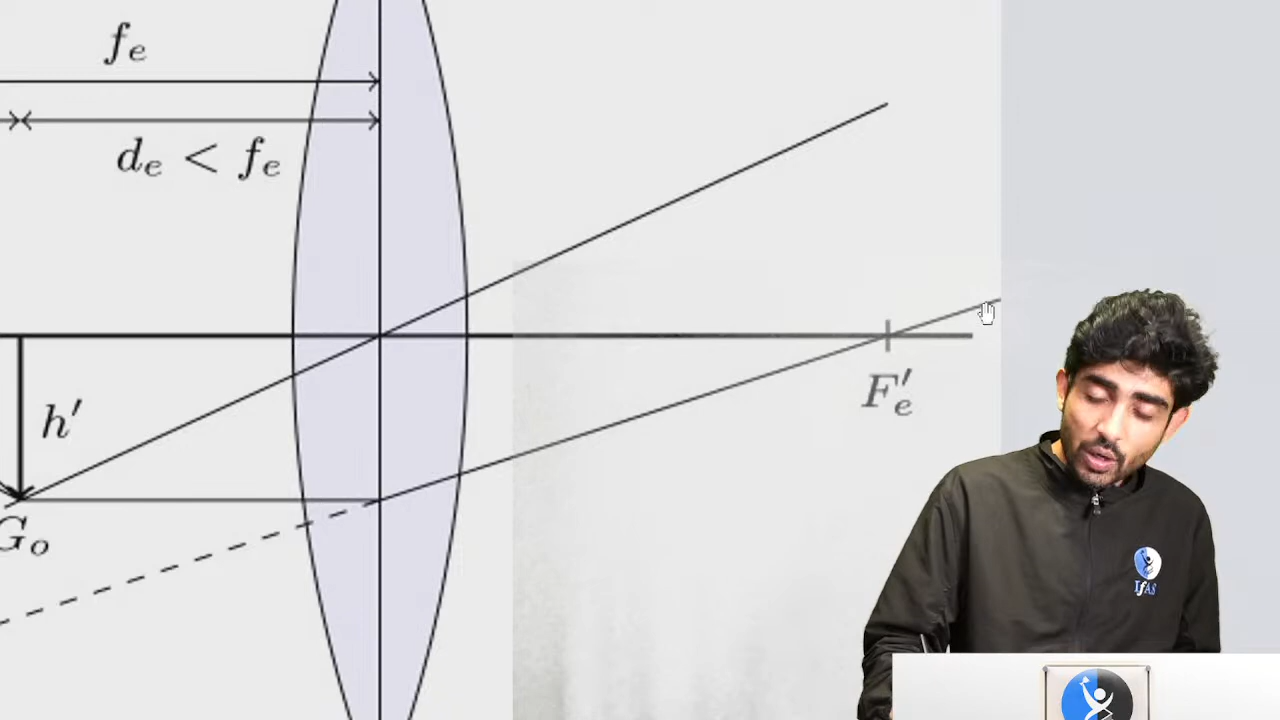 fₑ
dₑ < fₑ
h′
F′ₑ
Gₒ
IfAS